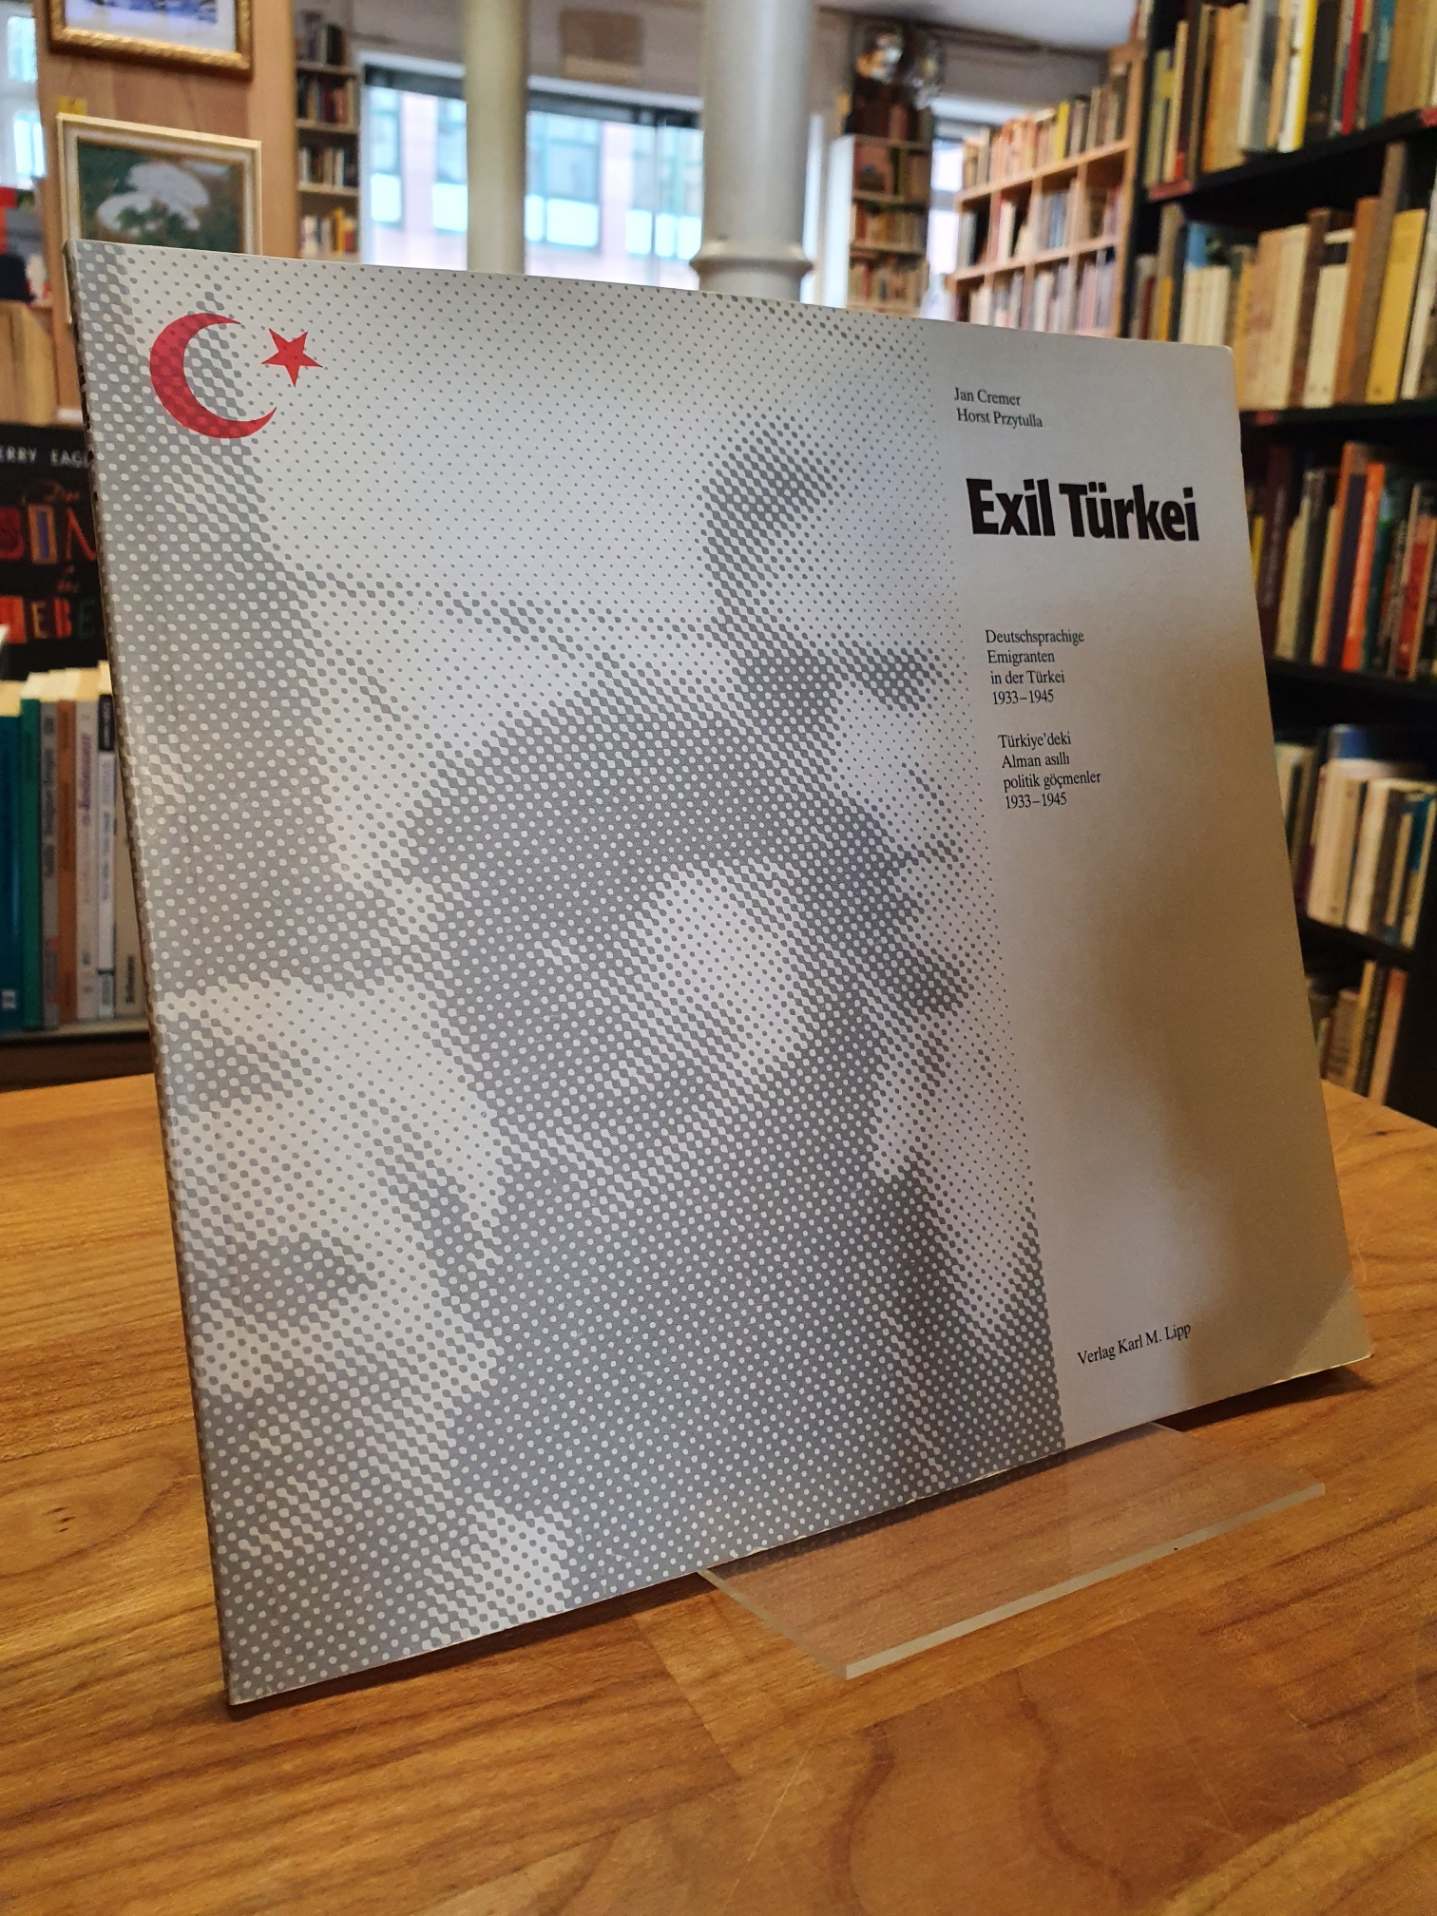 Jan Cremer
Horst Przytulla
Exil Türkei
Deutschsprachige
Emigranten
in der Türkei
1933–1945
Türkiye'deki
Alman asıllı
politik göçmenler
1933–1945
Verlag Karl M. Lipp